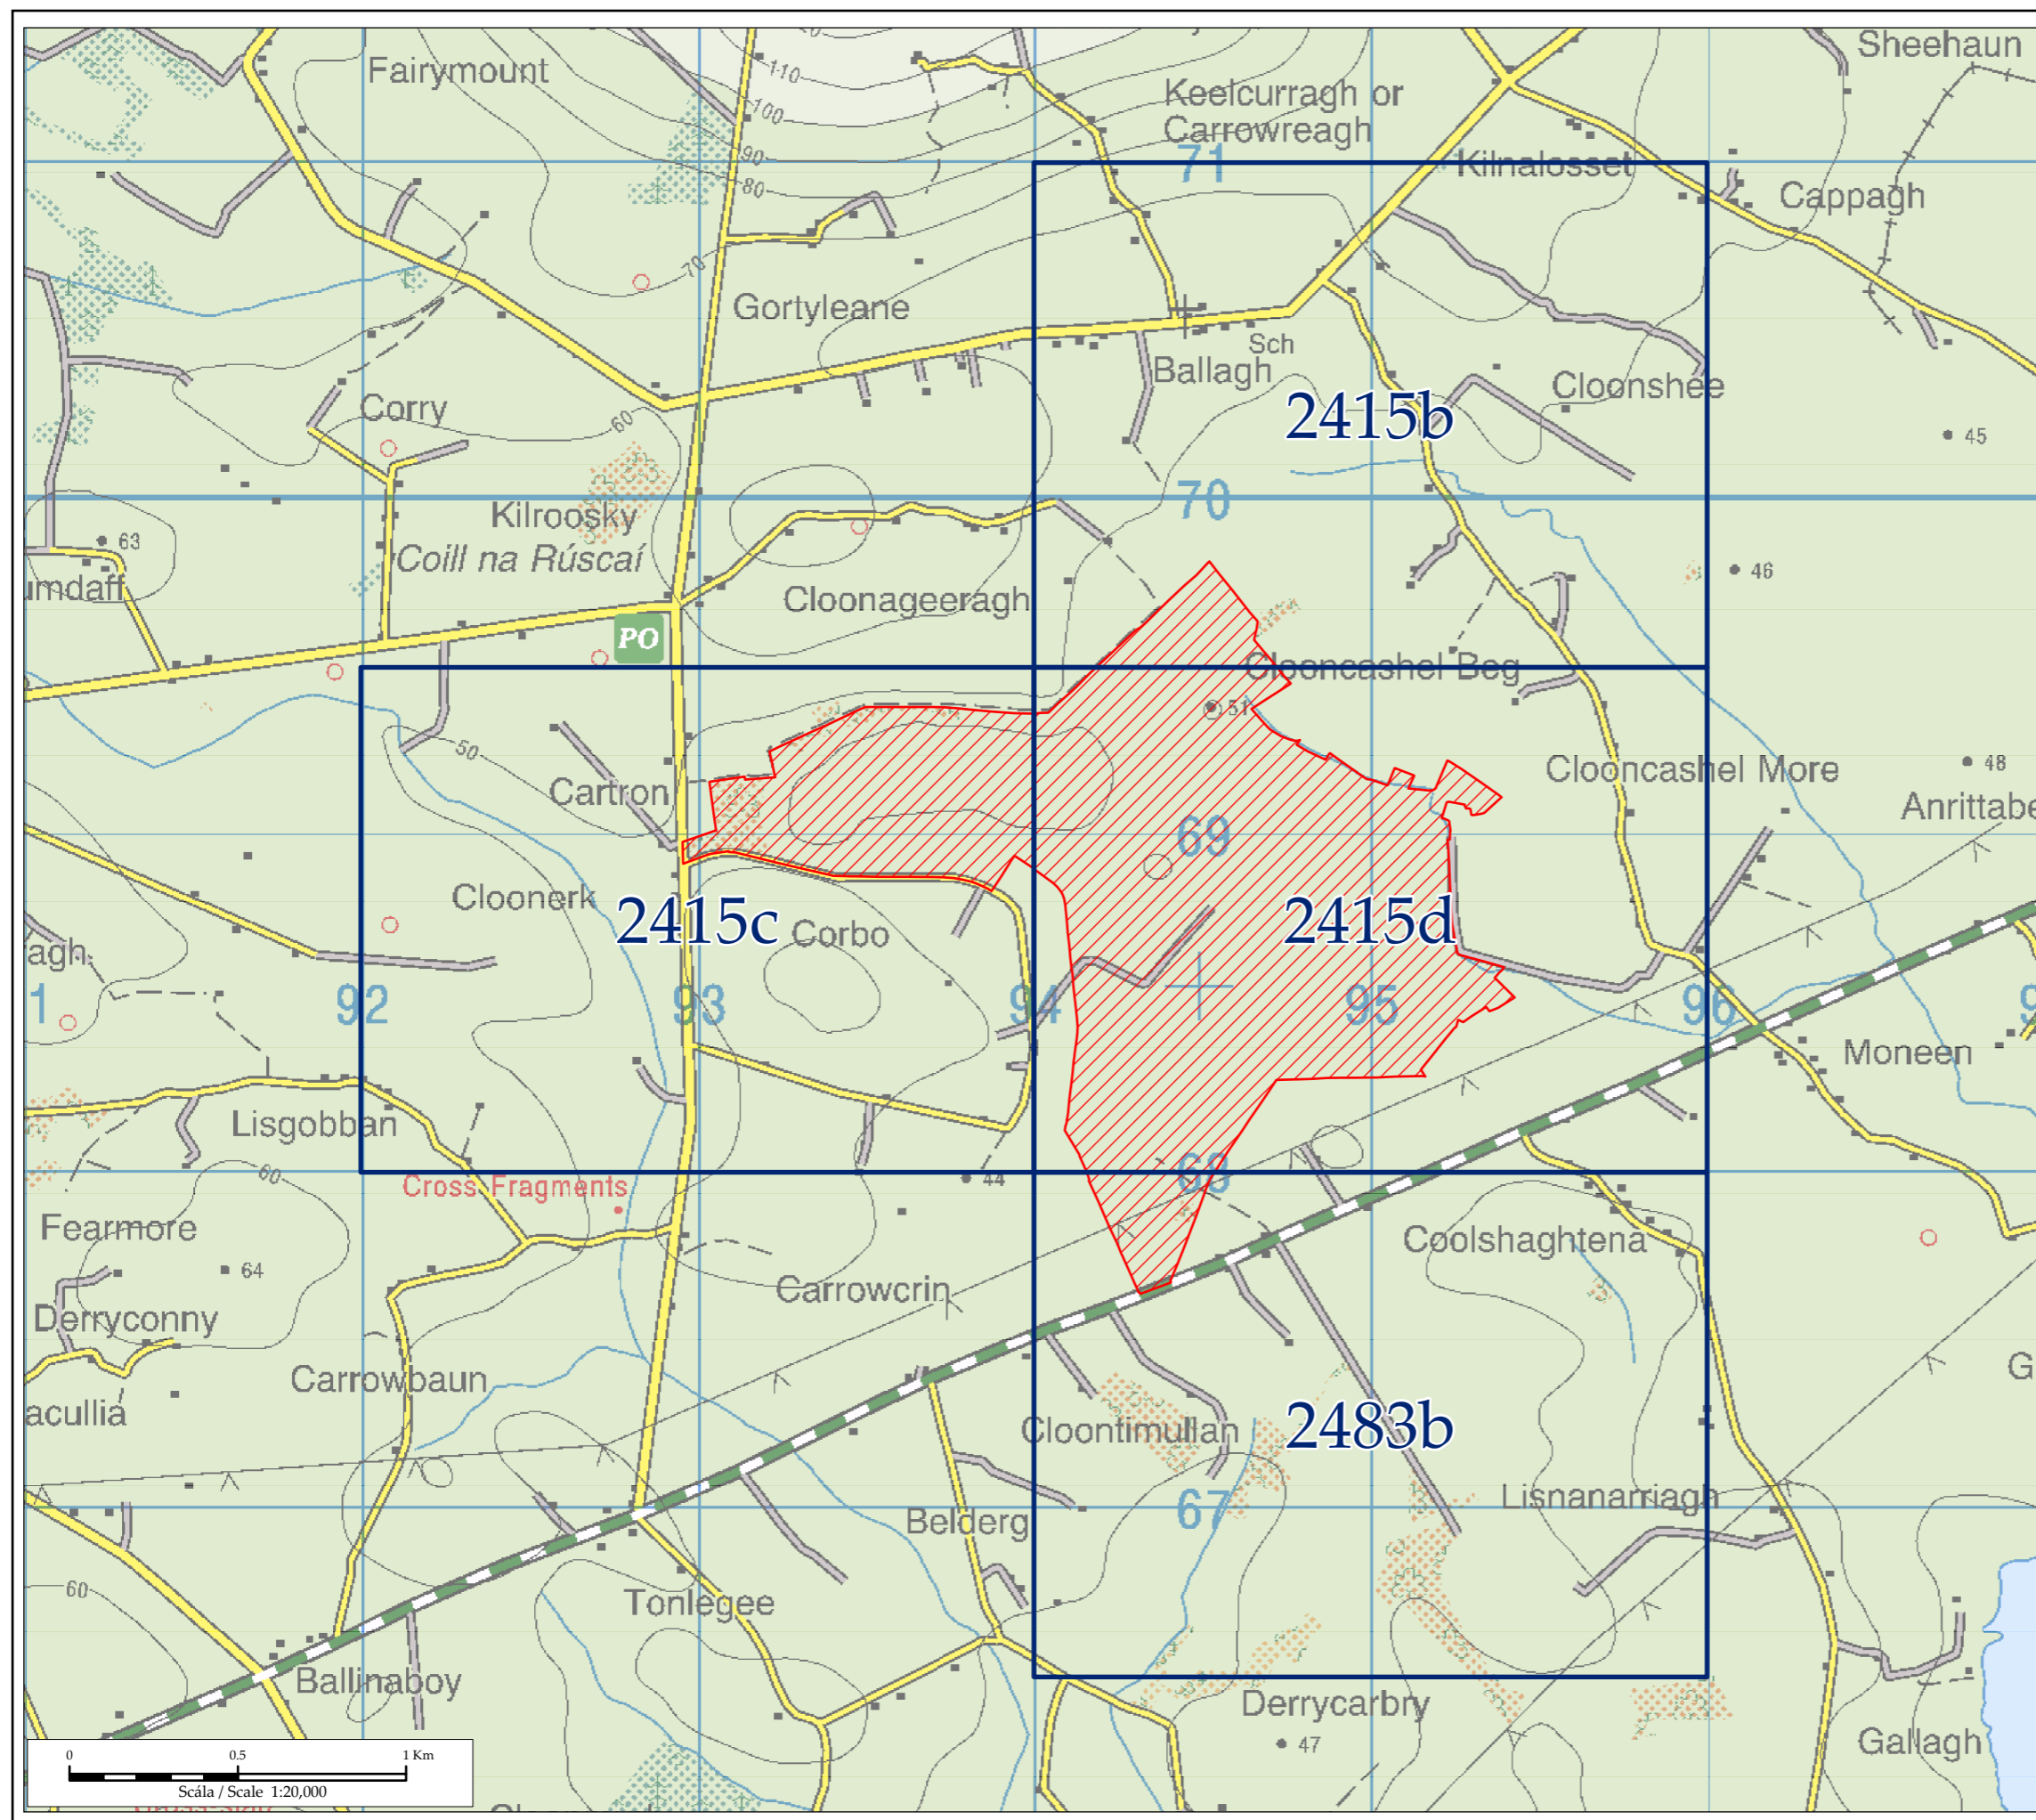 Sheehaun
Fairymount
110
Keelcurragh or
Carrowreagh
100
90
71
Kilnalosset
80
Cappagh
70
Gortyleane
Sch
Ballagh
Cloonshee
Corry
60
2415b
45
70
Kilroosky
Coill na Rúscaí
63
46
umdaff
Cloonageeragh
PO
Clooncashel Beg
51
50
Clooncashel More
48
Cartron
Anrittabe
69
Cloonerk
2415c
Corbo
2415d
agh
1
92
93
94
95
96
9
Moneen
Lisgobban
60
68
44
Cross Fragments
Fearmore
Coolshaghtena
64
Carrowcrin
Derryconny
G
Carrowbaun
acullia
Cloontimullan
2483b
Lisnanarriagh
67
Belderg
60
Tonlegee
Ballinaboy
Derrycarbry
47
Gallagh
0 0.5 1 Km
Scála / Scale 1:20,000